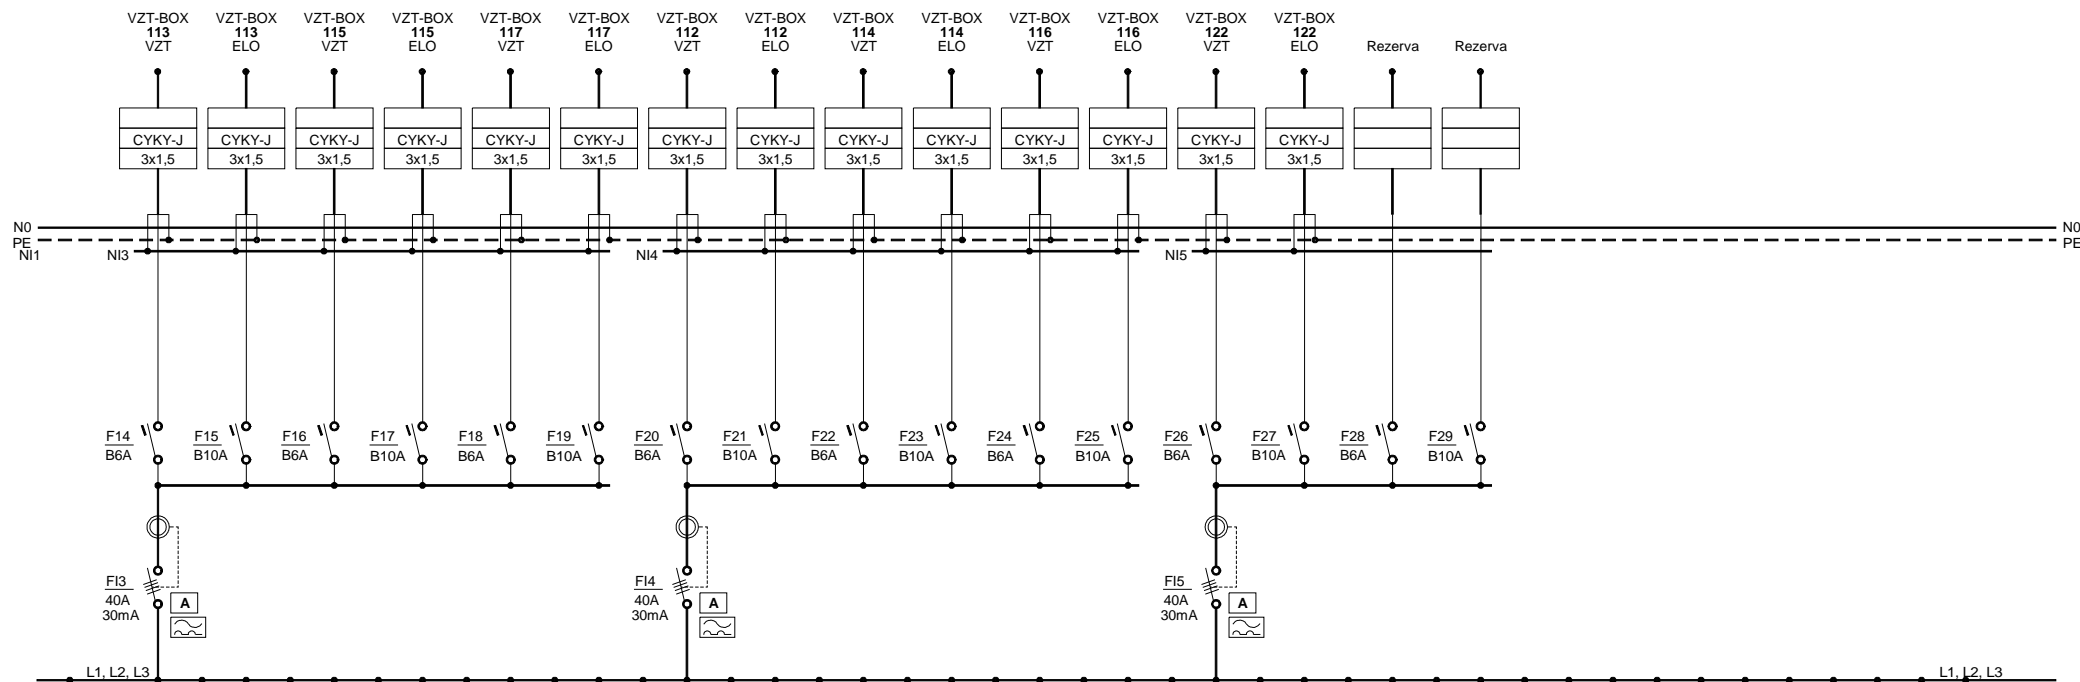 VZT-BOX VZT-BOX VZT-BOX VZT-BOX VZT-BOX VZT-BOX VZT-BOX VZT-BOX VZT-BOX VZT-BOX VZT-BOX VZT-BOX VZT-BOX VZT-BOX
113 113 115 115 117 117 112 112 114 114 116 116 122 122
VZT ELO VZT ELO VZT ELO VZT ELO VZT ELO VZT ELO VZT ELO Rezerva Rezerva
CYKY-J CYKY-J CYKY-J CYKY-J CYKY-J CYKY-J CYKY-J CYKY-J CYKY-J CYKY-J CYKY-J CYKY-J CYKY-J CYKY-J
3x1,5 3x1,5 3x1,5 3x1,5 3x1,5 3x1,5 3x1,5 3x1,5 3x1,5 3x1,5 3x1,5 3x1,5 3x1,5 3x1,5
N0 N0
PE PE
NI1 NI3 NI4 NI5
F14 F15 F16 F17 F18 F19 F20 F21 F22 F23 F24 F25 F26 F27 F28 F29
B6A B10A B6A B10A B6A B10A B6A B10A B6A B10A B6A B10A B6A B10A B6A B10A
FI3 FI4 FI5
40A A 40A A 40A A
30mA 30mA 30mA
L1, L2, L3 L1, L2, L3